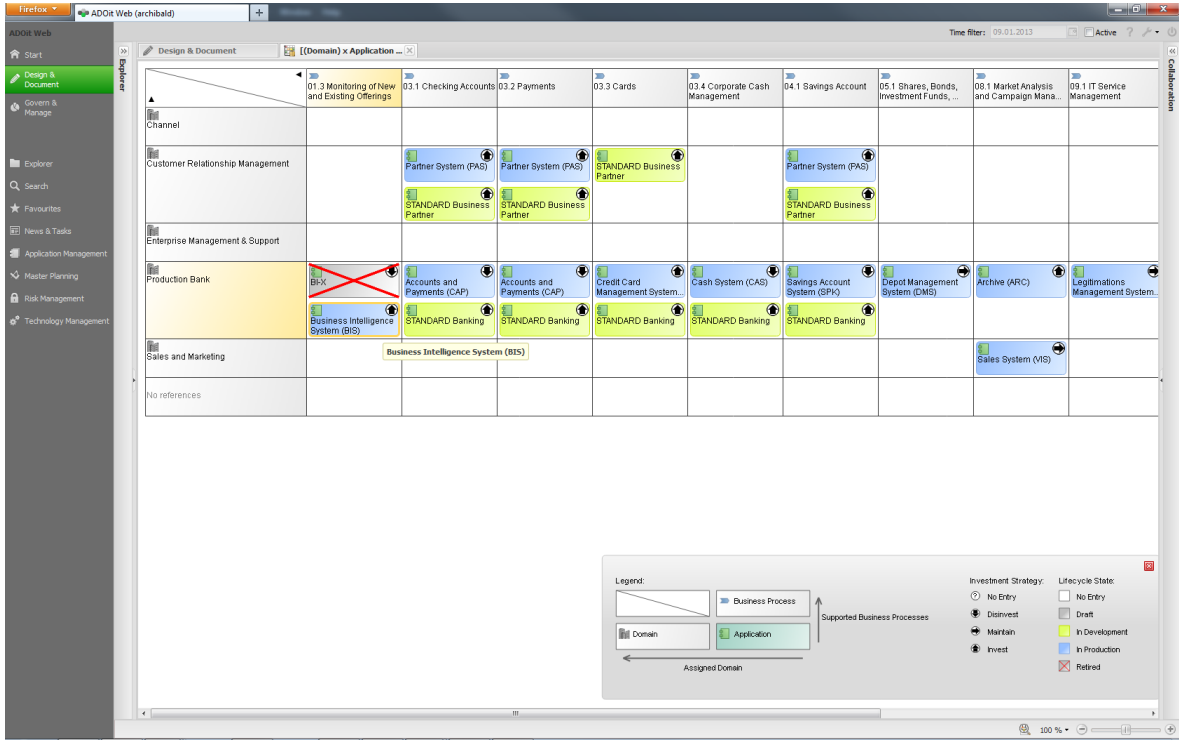 Firefox
ADOit Web (archibald)
ADOit Web
Time filter: 09.01.2013
Active
Start
Design & Document
Govern & Manage
Explorer
Search
Favourites
News & Tasks
Application Management
Master Planning
Risk Management
Technology Management
Explorer
Design & Document
[(Domain) x Application ...
Collaboration
01.3 Monitoring of New
and Existing Offerings
03.1 Checking Accounts
03.2 Payments
03.3 Cards
03.4 Corporate Cash
Management
04.1 Savings Account
05.1 Shares, Bonds,
Investment Funds, ...
08.1 Market Analysis
and Campaign Mana...
09.1 IT Service
Management
Channel
Customer Relationship Management
Partner System (PAS)
Partner System (PAS)
STANDARD Business
Partner
Partner System (PAS)
STANDARD Business
Partner
STANDARD Business
Partner
STANDARD Business
Partner
Enterprise Management & Support
Production Bank
BI-X
Accounts and
Payments (CAP)
Accounts and
Payments (CAP)
Credit Card
Management System...
Cash System (CAS)
Savings Account
System (SPK)
Depot Management
System (DMS)
Archive (ARC)
Legitimations
Management System...
Business Intelligence
System (BIS)
STANDARD Banking
STANDARD Banking
STANDARD Banking
STANDARD Banking
STANDARD Banking
Business Intelligence System (BIS)
Sales and Marketing
Sales System (VIS)
No references
Legend:
Business Process
Domain
Application
Supported Business Processes
Assigned Domain
Investment Strategy:
No Entry
Disinvest
Maintain
Invest
Lifecycle State:
No Entry
Draft
In Development
In Production
Retired
100 %